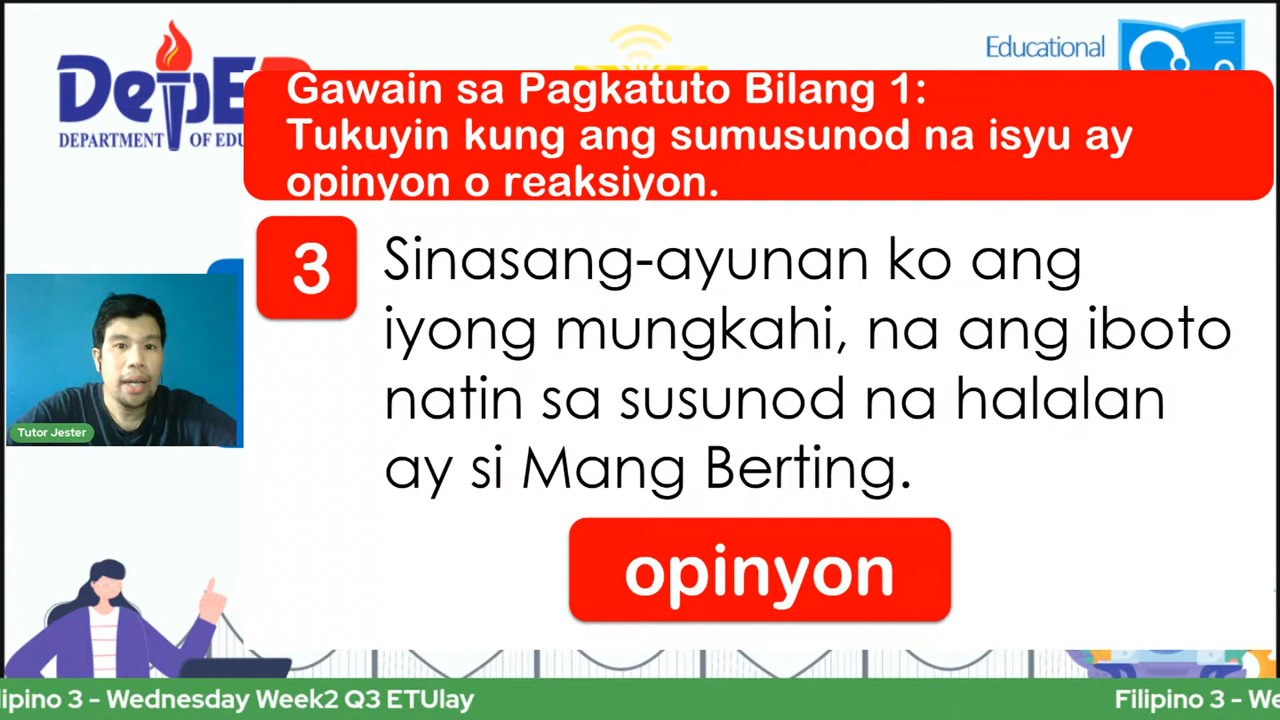 DepE
DEPARTMENT OF EDU
Educational
Gawain sa Pagkatuto Bilang 1:
Tukuyin kung ang sumusunod na isyu ay
opinyon o reaksiyon.
3
Sinasang-ayunan ko ang
iyong mungkahi, na ang iboto
natin sa susunod na halalan
ay si Mang Berting.
opinyon
Tutor Jester
lipino 3 - Wednesday Week2 Q3 ETUlay
Filipino 3 - We